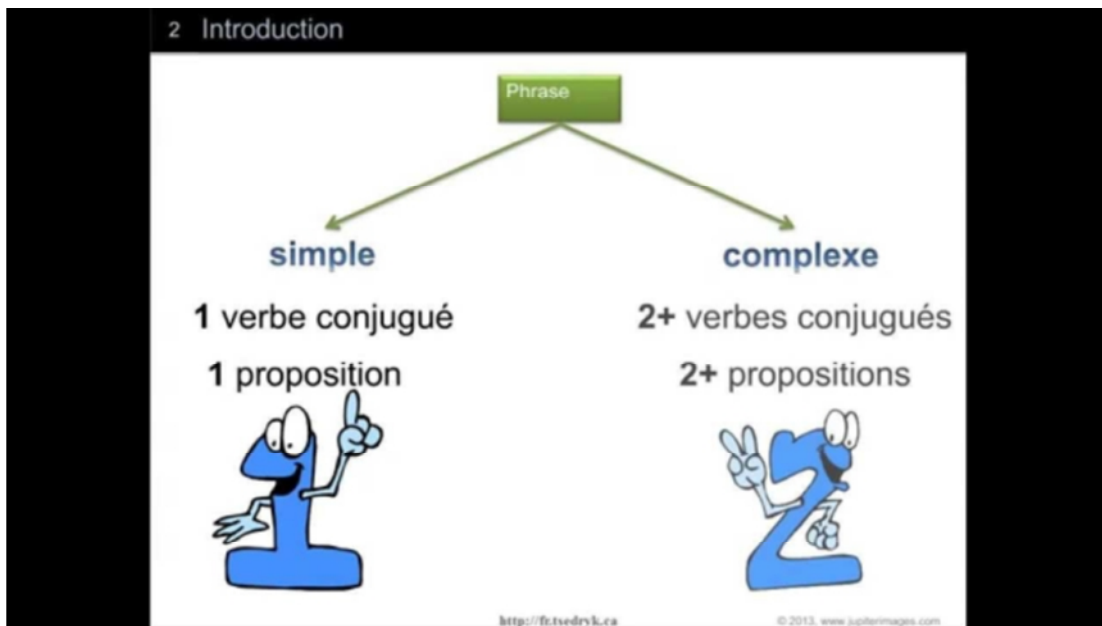 2 Introduction
Phrase
simple
complexe
1 verbe conjugué
2+ verbes conjugués
1 proposition
2+ propositions
http://fr.tsedryk.ca
© 2013, www.jupiterimages.com